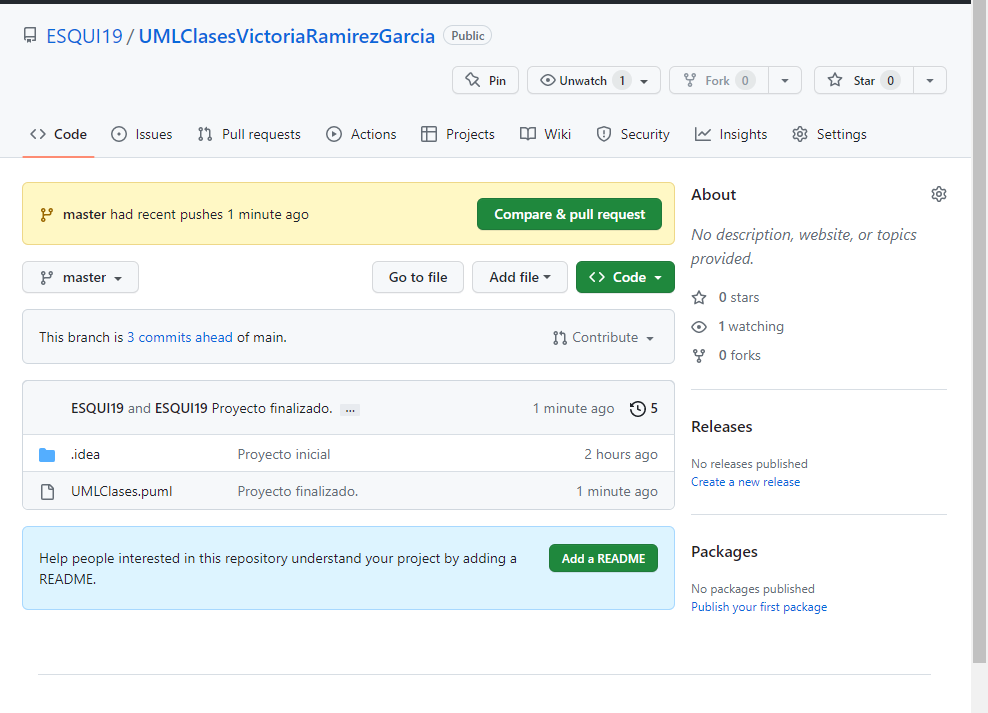 ESQUI19 / UMLClasesVictoriaRamirezGarcia Public
Pin Unwatch 1 Fork 0 Star 0
Code Issues Pull requests Actions Projects Wiki Security Insights Settings
master had recent pushes 1 minute ago Compare & pull request
master Go to file Add file Code
This branch is 3 commits ahead of main. Contribute
ESQUI19 and ESQUI19 Proyecto finalizado. ... 1 minute ago 5
.idea Proyecto inicial 2 hours ago
UMLClases.puml Proyecto finalizado. 1 minute ago
Help people interested in this repository understand your project by adding a
README.
Add a README
About
No description, website, or topics
provided.
0 stars
1 watching
0 forks
Releases
No releases published
Create a new release
Packages
No packages published
Publish your first package